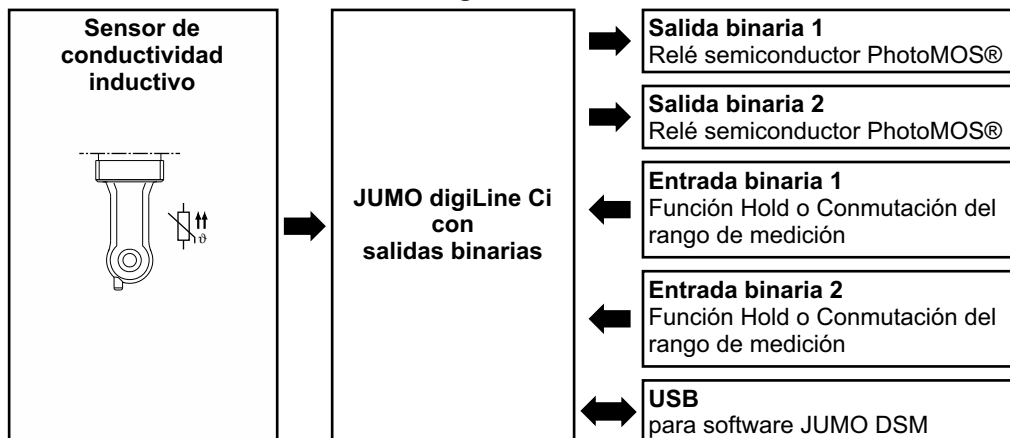 Sensor de
conductividad
inductivo
ϑ
JUMO digiLine Ci
con
salidas binarias
Salida binaria 1
Relé semiconductor PhotoMOS®
Salida binaria 2
Relé semiconductor PhotoMOS®
Entrada binaria 1
Función Hold o Conmutación del
rango de medición
Entrada binaria 2
Función Hold o Conmutación del
rango de medición
USB
para software JUMO DSM